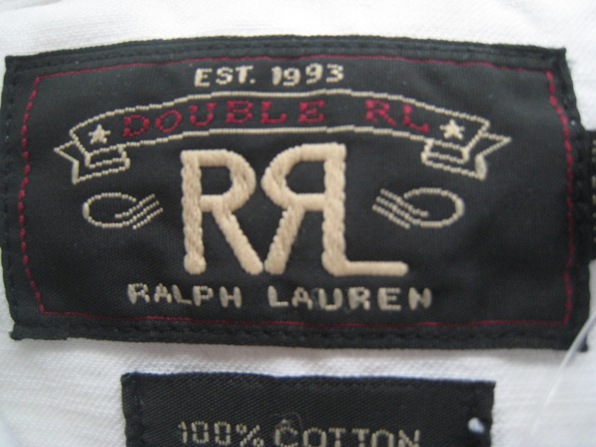 EST. 1993
DOUBLE RL
RRL
RALPH LAUREN
100% COTTON